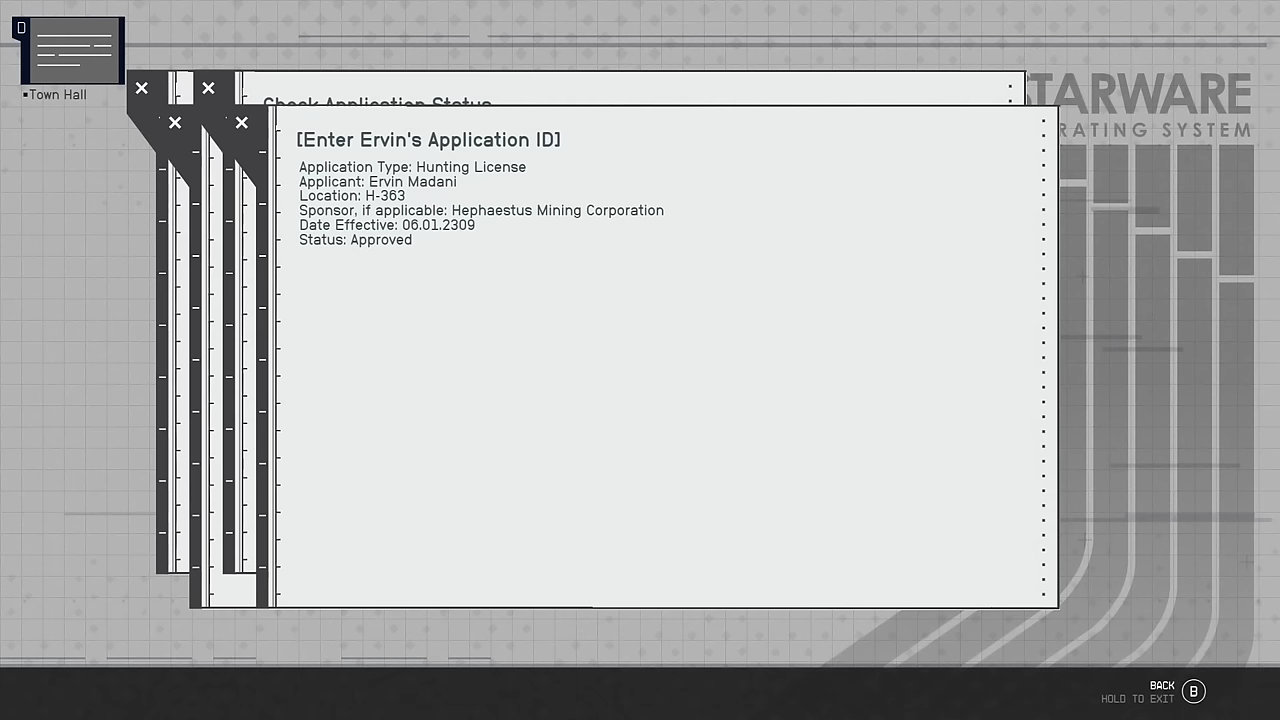 D
▪Town Hall
Check Application Status
TARWARE
RATING SYSTEM
[Enter Ervin's Application ID]
Application Type: Hunting License
Applicant: Ervin Madani
Location: H-363
Sponsor, if applicable: Hephaestus Mining Corporation
Date Effective: 06.01.2309
Status: Approved
BACK
HOLD TO EXIT
B